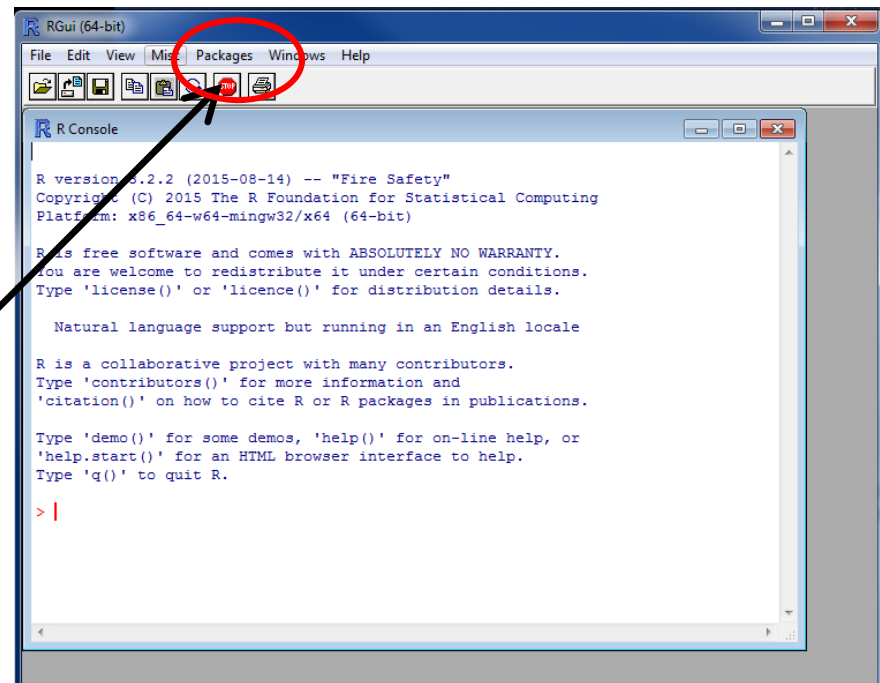 RGui (64-bit)
File Edit View Misc Packages Windows Help
STOP
R Console
R version 3.2.2 (2015-08-14) -- "Fire Safety"
Copyright (C) 2015 The R Foundation for Statistical Computing
Platform: x86_64-w64-mingw32/x64 (64-bit)
R is free software and comes with ABSOLUTELY NO WARRANTY.
You are welcome to redistribute it under certain conditions.
Type 'license()' or 'licence()' for distribution details.
Natural language support but running in an English locale
R is a collaborative project with many contributors.
Type 'contributors()' for more information and
'citation()' on how to cite R or R packages in publications.
Type 'demo()' for some demos, 'help()' for on-line help, or
'help.start()' for an HTML browser interface to help.
Type 'q()' to quit R.
>